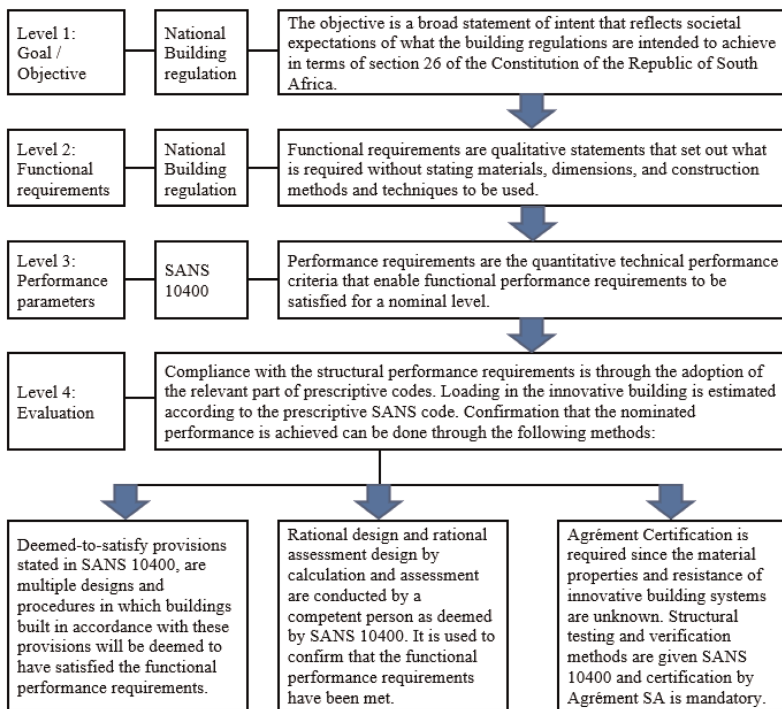 Level 1:
Goal /
Objective
National
Building
regulation
The objective is a broad statement of intent that reflects societal
expectations of what the building regulations are intended to achieve
in terms of section 26 of the Constitution of the Republic of South
Africa.
Level 2:
Functional
requirements
National
Building
regulation
Functional requirements are qualitative statements that set out what
is required without stating materials, dimensions, and construction
methods and techniques to be used.
Level 3:
Performance
parameters
SANS
10400
Performance requirements are the quantitative technical performance
criteria that enable functional performance requirements to be
satisfied for a nominal level.
Level 4:
Evaluation
Compliance with the structural performance requirements is through the adoption of
the relevant part of prescriptive codes. Loading in the innovative building is estimated
according to the prescriptive SANS code. Confirmation that the nominated
performance is achieved can be done through the following methods:
Deemed-to-satisfy provisions
stated in SANS 10400, are
multiple designs and
procedures in which buildings
built in accordance with these
provisions will be deemed to
have satisfied the functional
performance requirements.
Rational design and rational
assessment design by
calculation and assessment
are conducted by a
competent person as deemed
by SANS 10400. It is used to
confirm that the functional
performance requirements
have been met.
Agrément Certification is
required since the material
properties and resistance of
innovative building systems
are unknown. Structural
testing and verification
methods are given SANS
10400 and certification by
Agrément SA is mandatory.